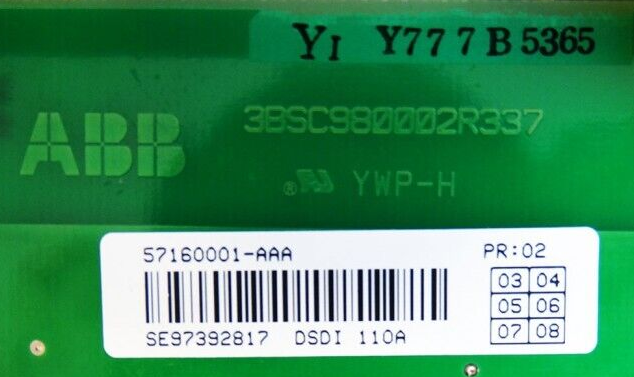 YI Y77 7 B 5365
ABB 3BSC980002R337
® YWP-H
57160001-AAA PR:02
03 04
05 06
07 08
SE97392817 DSDI 110A